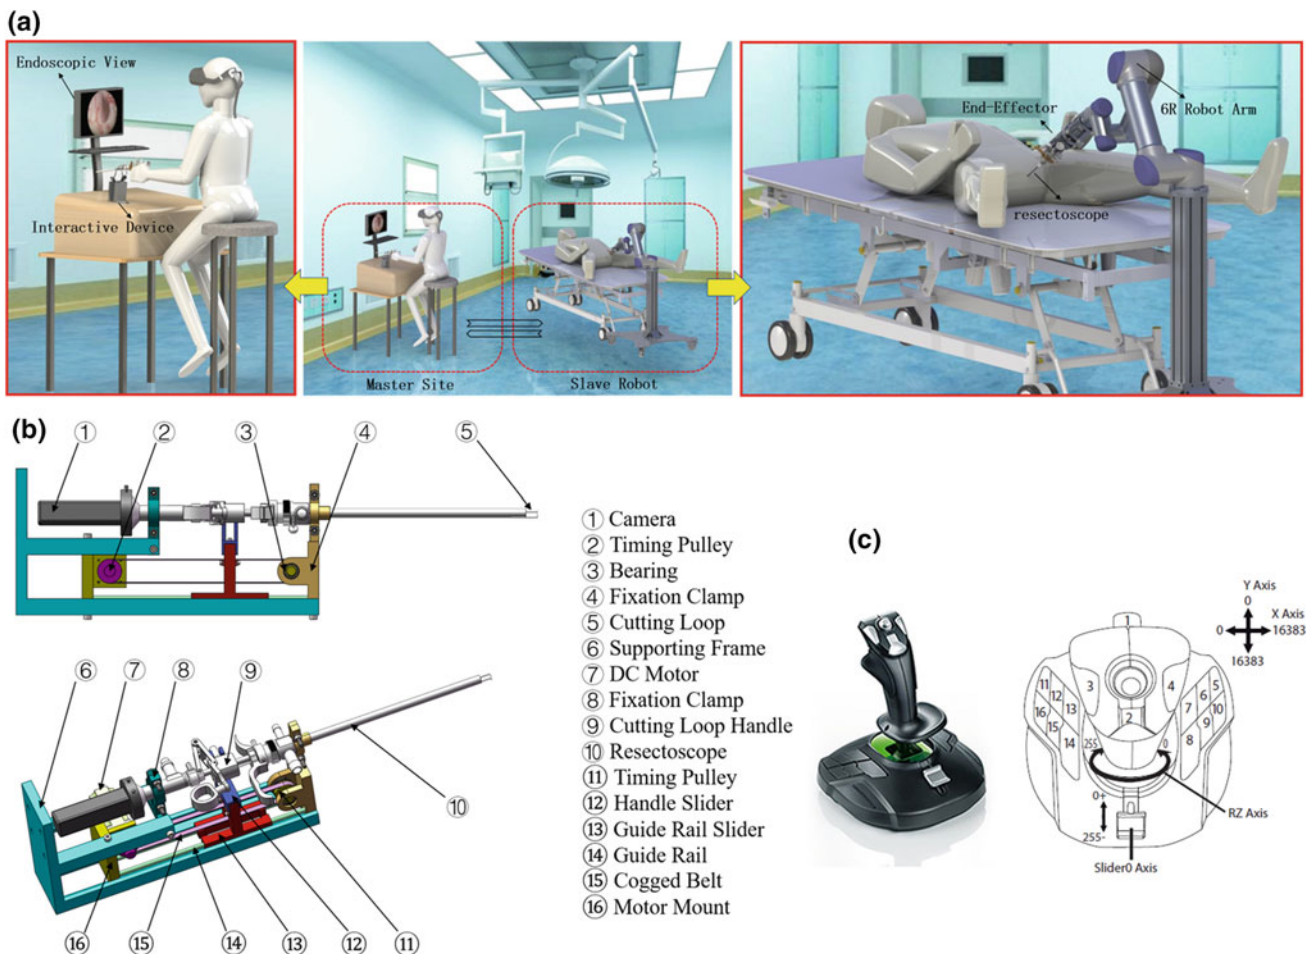 (a)
Endoscopic View
Interactive Device
Master Site
Slave Robot
End-Effector
6R Robot Arm
resectoscope
(b)
① ② ③ ④ ⑤
⑥ ⑦ ⑧ ⑨
⑩
⑯ ⑮ ⑭ ⑬ ⑫ ⑪
① Camera
② Timing Pulley
③ Bearing
④ Fixation Clamp
⑤ Cutting Loop
⑥ Supporting Frame
⑦ DC Motor
⑧ Fixation Clamp
⑨ Cutting Loop Handle
⑩ Resectoscope
⑪ Timing Pulley
⑫ Handle Slider
⑬ Guide Rail Slider
⑭ Guide Rail
⑮ Cogged Belt
⑯ Motor Mount
(c)
Y Axis
0
X Axis
0 16383
16383
1
11 12 13 3 4 7 6 5
16 15 14 2 8 9 10
255 0
RZ Axis
0+
255-
Slider0 Axis